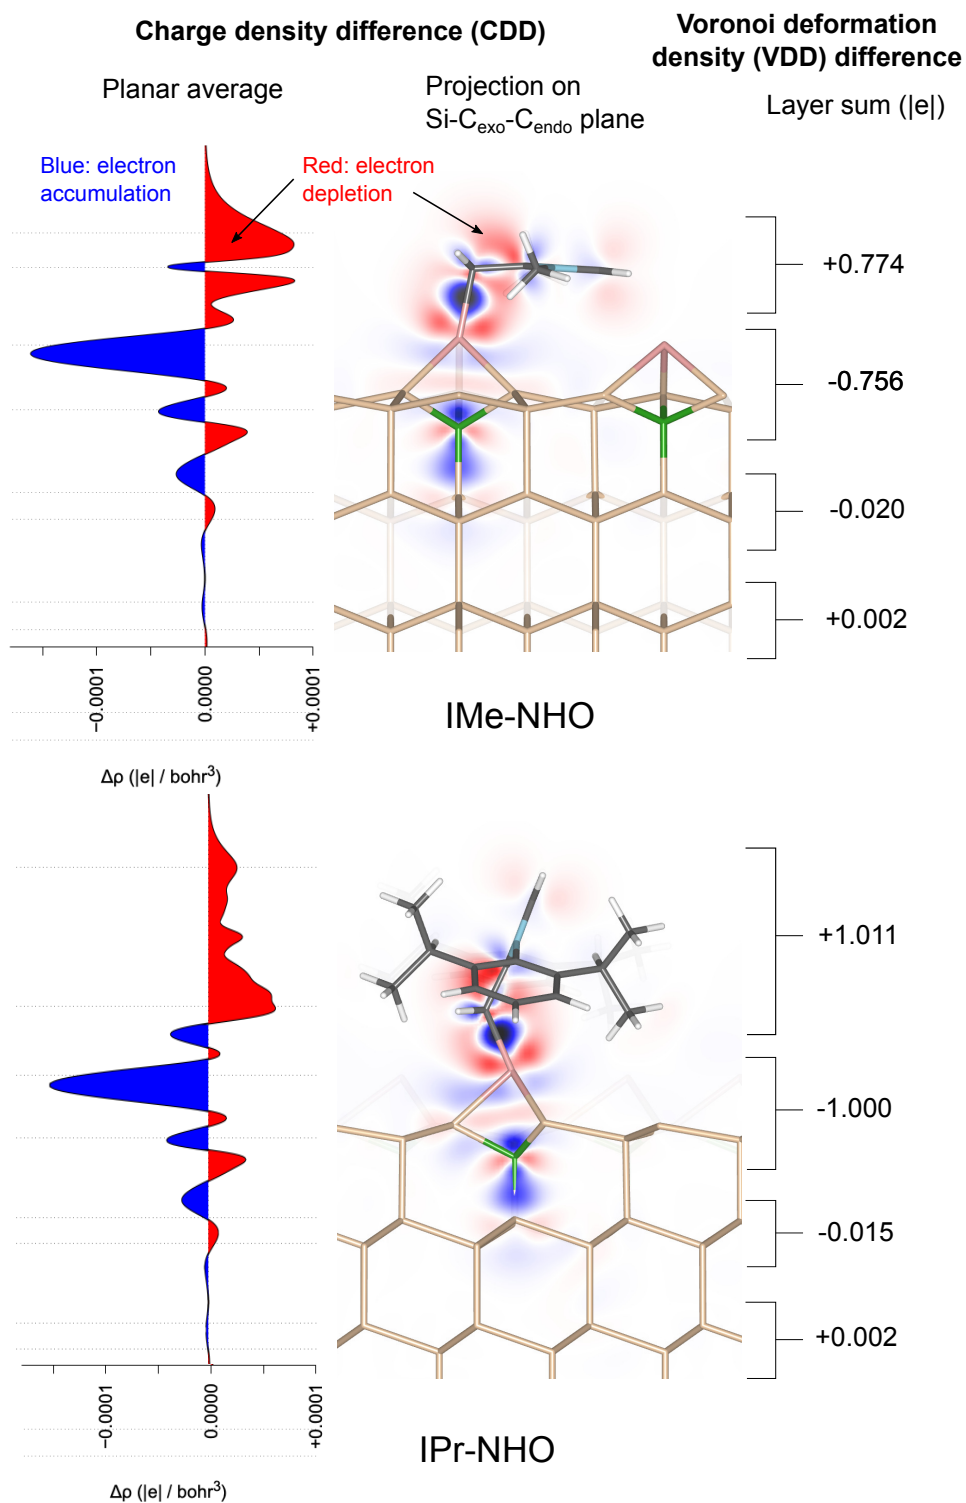 Charge density difference (CDD)
Voronoi deformation
density (VDD) difference
Planar average
Projection on
Si-C_exo-C_endo plane
Layer sum (|e|)
Blue: electron
accumulation
Red: electron
depletion
+0.774
-0.756
-0.020
+0.002
−0.0001
0.0000
+0.0001
Δρ (|e| / bohr³)
IMe-NHO
+1.011
-1.000
-0.015
+0.002
−0.0001
0.0000
+0.0001
Δρ (|e| / bohr³)
IPr-NHO